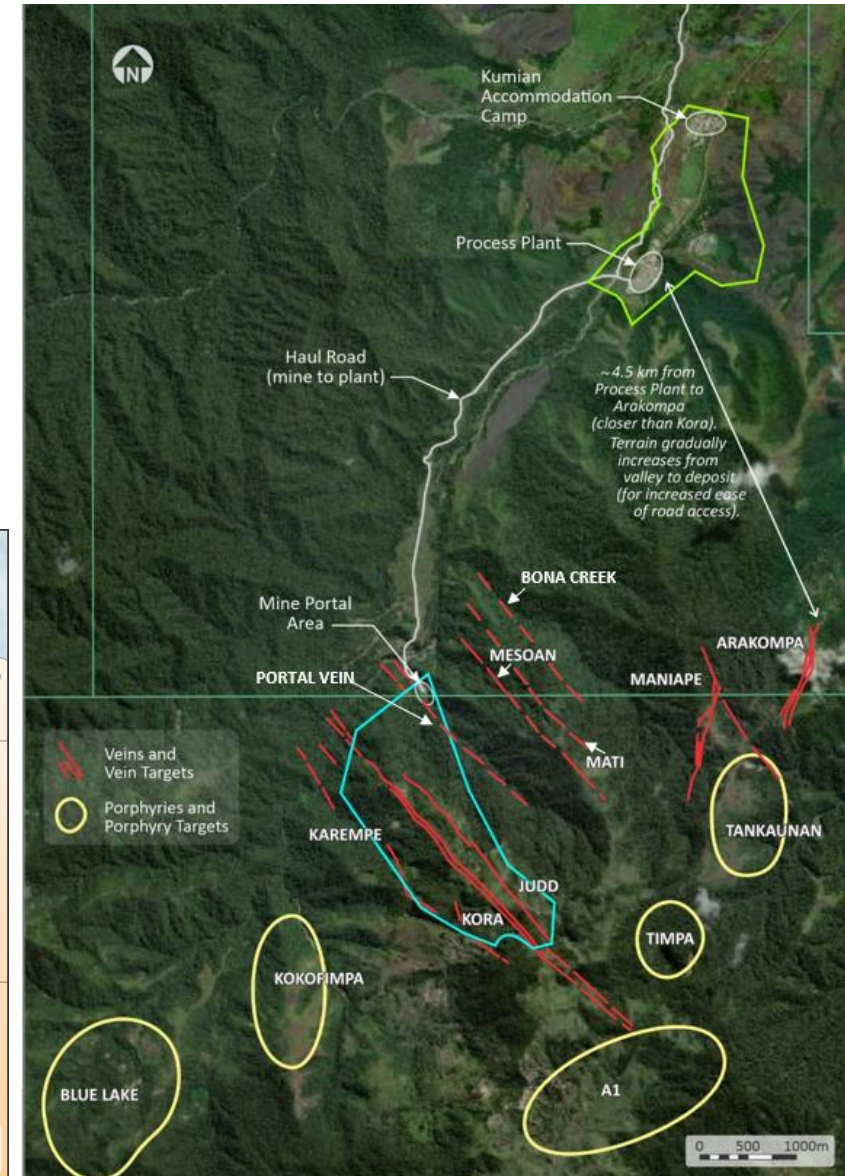 N
Kumian
Accommodation
Camp
Process Plant
Haul Road
(mine to plant)
~4.5 km from
Process Plant to
Arakompa
(closer than Kora).
Terrain gradually
increases from
valley to deposit
(for increased ease
of road access).
BONA CREEK
Mine Portal
Area
MESOAN
ARAKOMPA
PORTAL VEIN
MANIAPE
Veins and
Vein Targets
MATI
Porphyries and
Porphyry Targets
KAREMPE
TANKAUNAN
JUDD
KORA
TIMPA
KOKOFIMPA
BLUE LAKE
A1
0 500 1000m